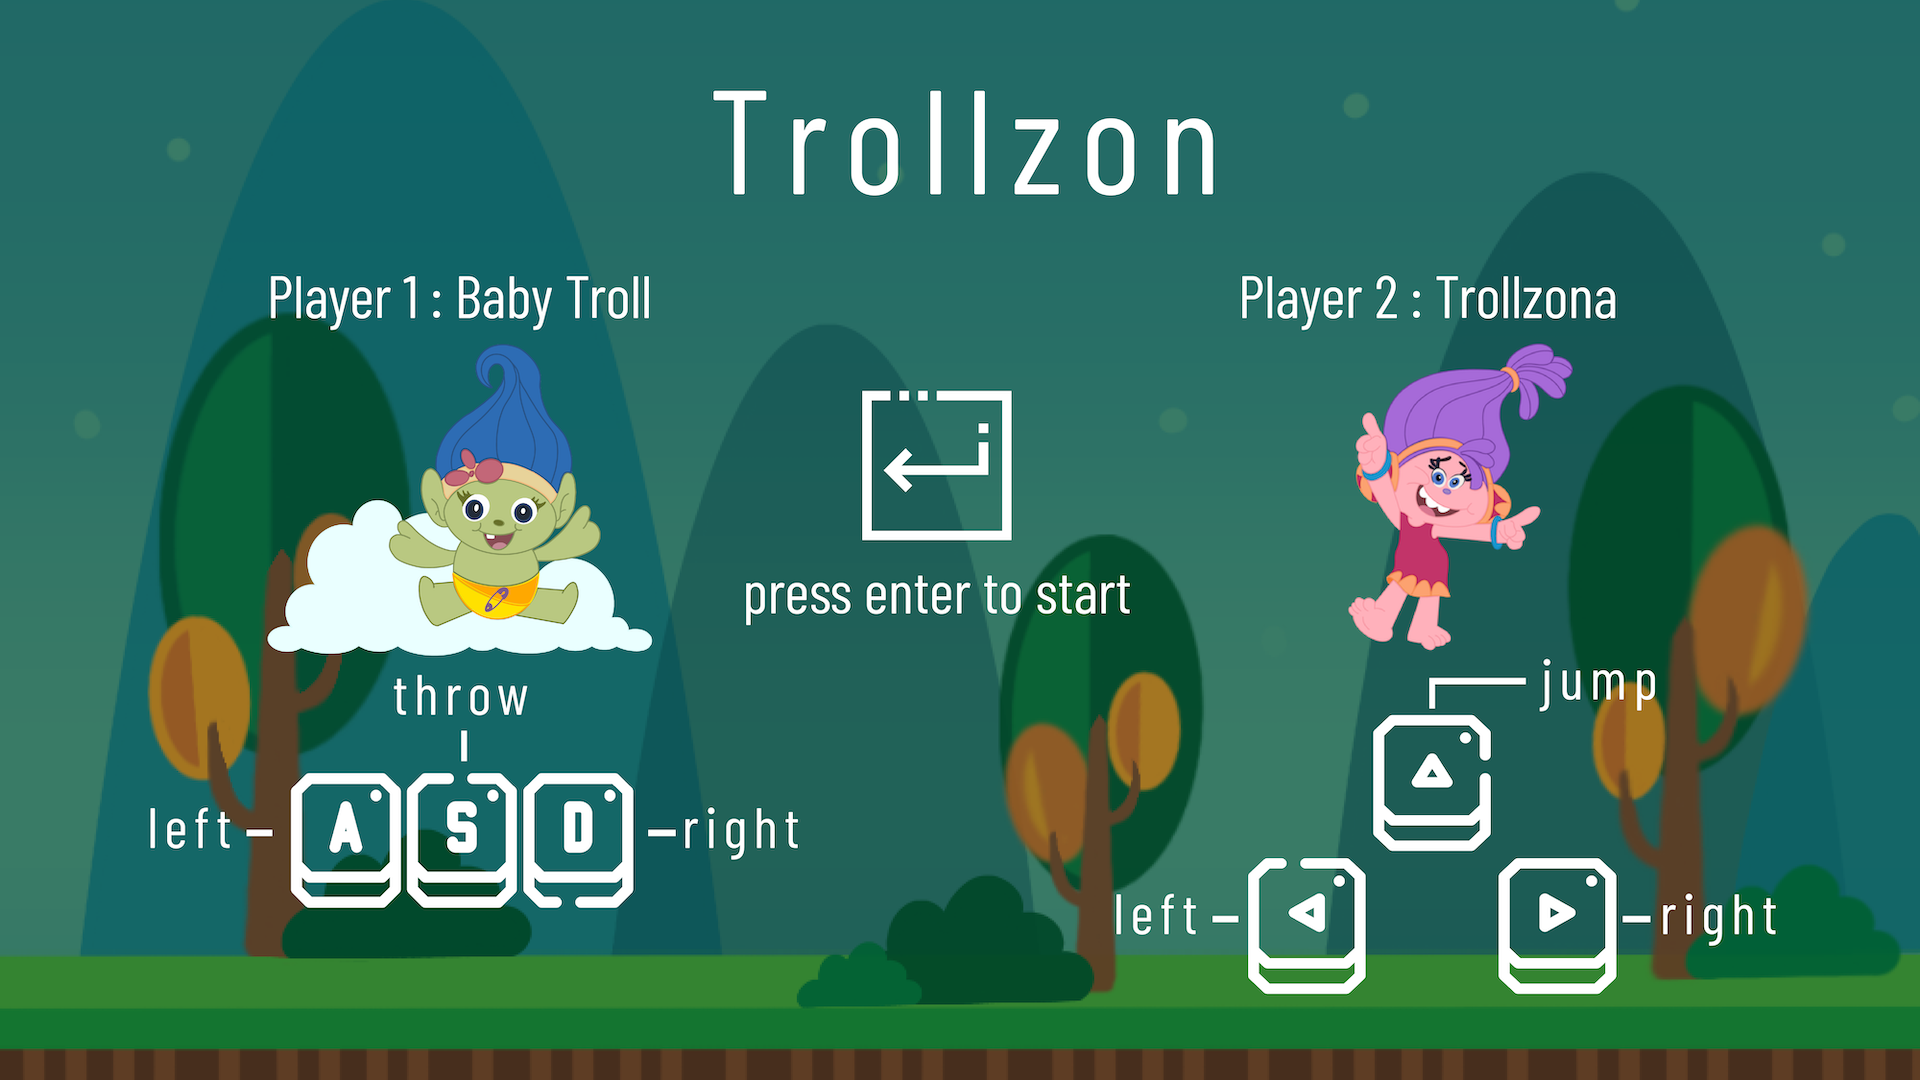 Trollzon
Player 1 : Baby Troll
Player 2 : Trollzona
press enter to start
throw
jump
left
A S D
right
left
right